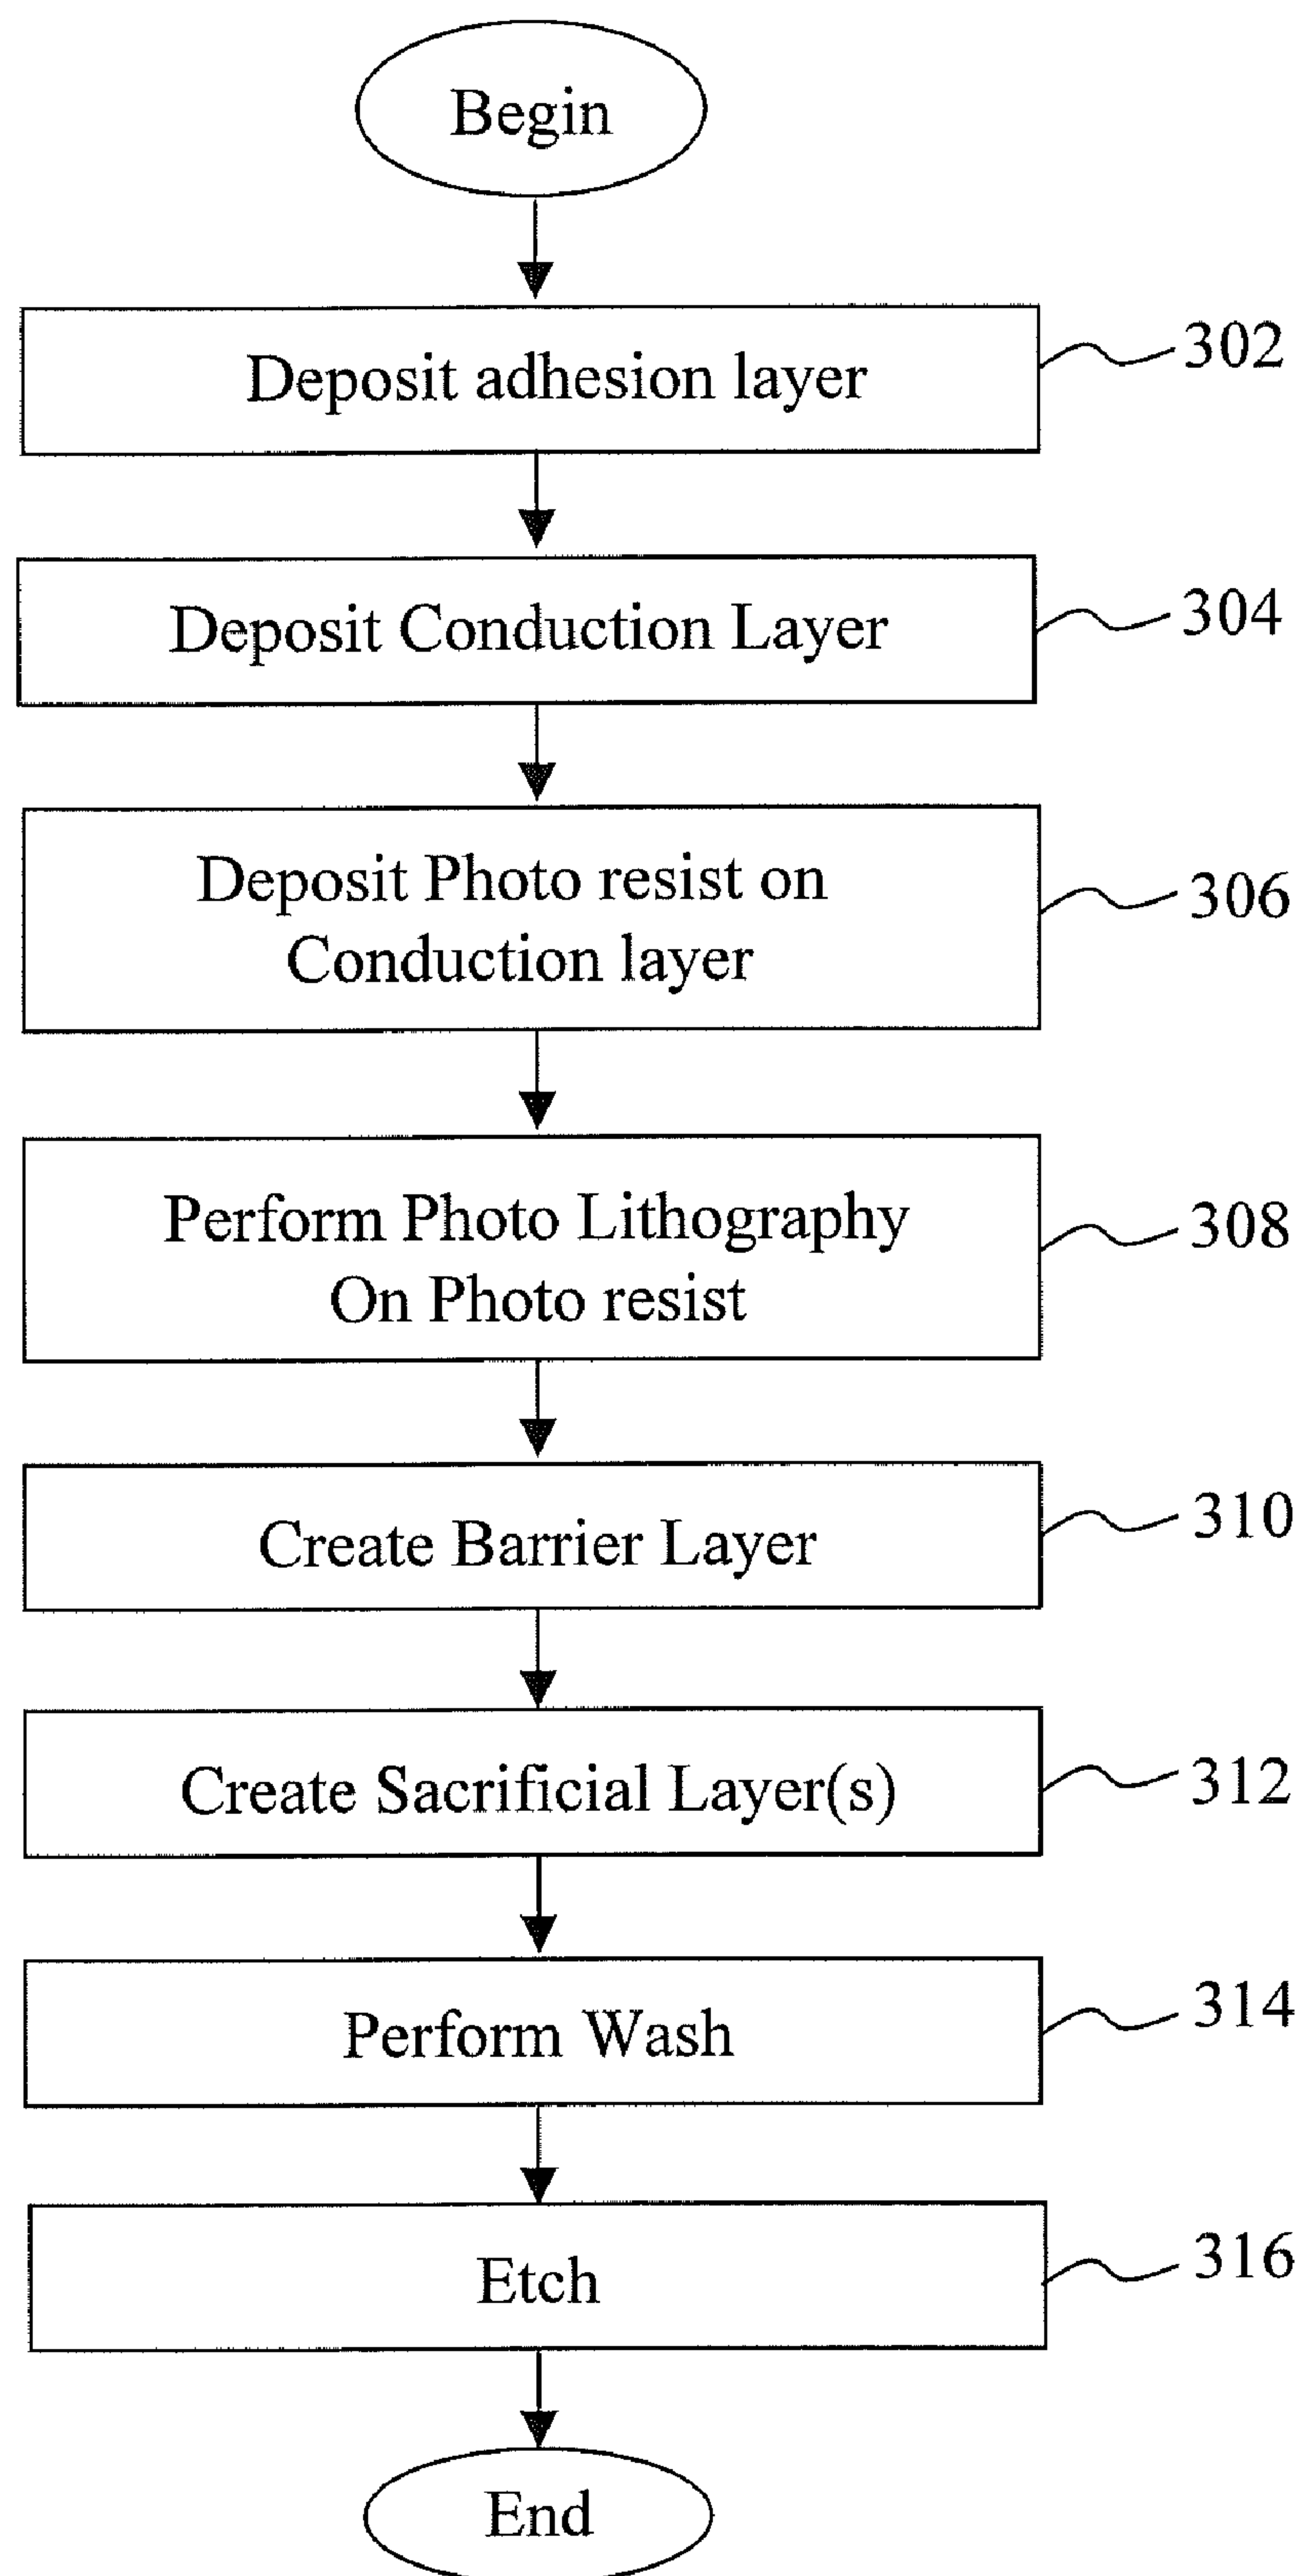 Begin
Deposit adhesion layer
302
Deposit Conduction Layer
304
Deposit Photo resist on
Conduction layer
306
Perform Photo Lithography
On Photo resist
308
Create Barrier Layer
310
Create Sacrificial Layer(s)
312
Perform Wash
314
Etch
316
End